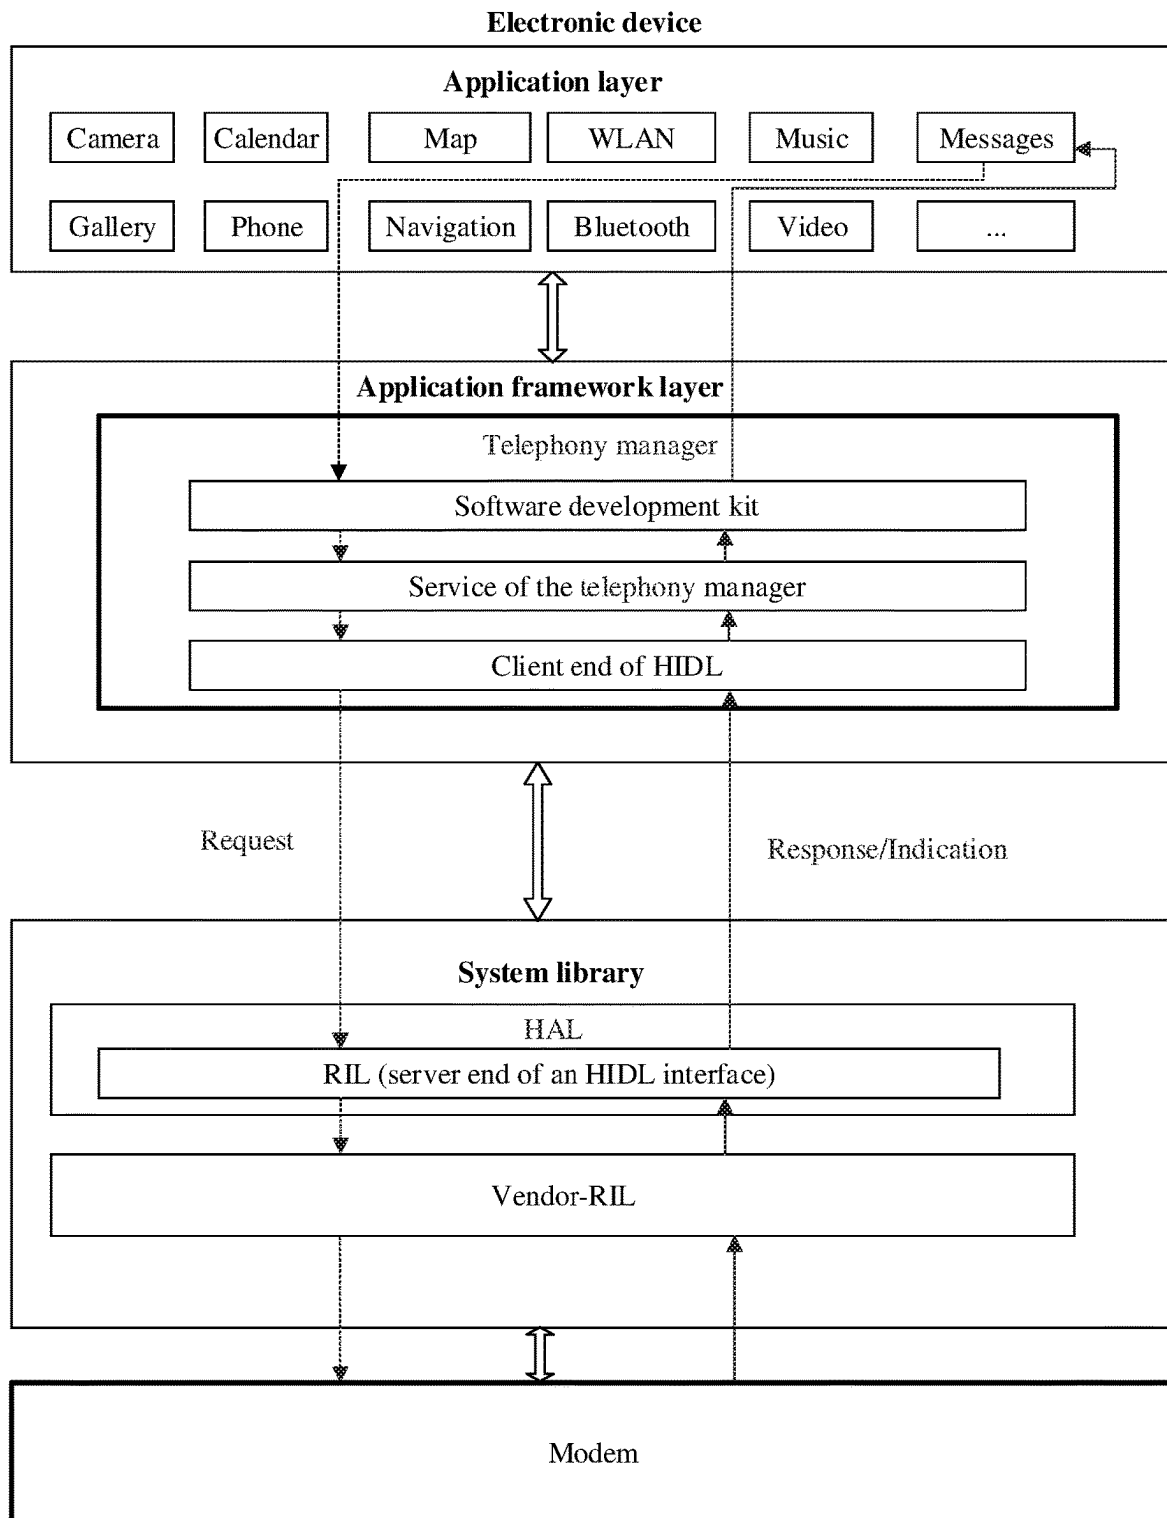 Electronic device
Application layer
Camera Calendar Map WLAN Music Messages
Gallery Phone Navigation Bluetooth Video ...
Application framework layer
Telephony manager
Software development kit
Service of the telephony manager
Client end of HIDL
Request
Response/Indication
System library
HAL
RIL (server end of an HIDL interface)
Vendor-RIL
Modem